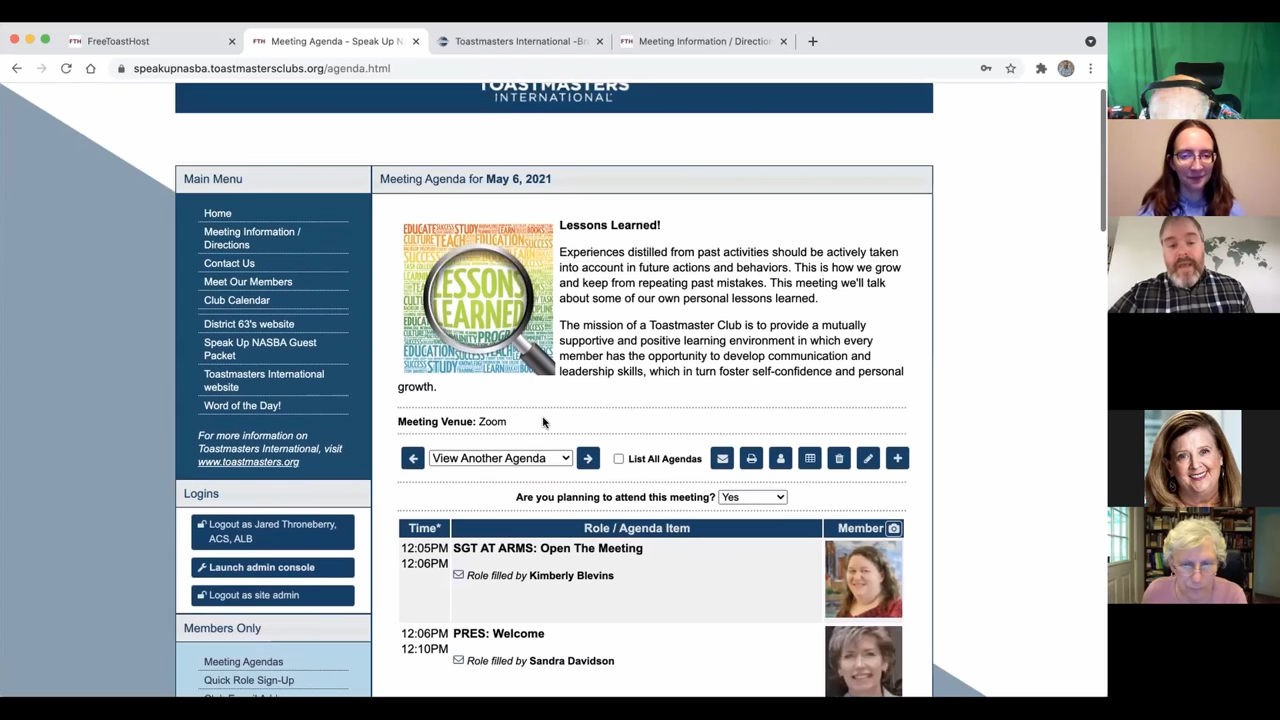 FTH FreeToastHost
FTH Meeting Agenda - Speak Up N
Toastmasters International -Br
FTH Meeting Information / Direction
speakupnasba.toastmastersclubs.org/agenda.html
TOASTMASTERS
INTERNATIONAL
Main Menu
Home
Meeting Information /
Directions
Contact Us
Meet Our Members
Club Calendar
District 63's website
Speak Up NASBA Guest
Packet
Toastmasters International
website
Word of the Day!
For more information on
Toastmasters International, visit
www.toastmasters.org
Logins
Logout as Jared Throneberry,
ACS, ALB
Launch admin console
Logout as site admin
Members Only
Meeting Agendas
Quick Role Sign-Up
Meeting Agenda for May 6, 2021
LESSONS
LEARNED
Lessons Learned!
Experiences distilled from past activities should be actively taken
into account in future actions and behaviors. This is how we grow
and keep from repeating past mistakes. This meeting we'll talk
about some of our own personal lessons learned.
The mission of a Toastmaster Club is to provide a mutually
supportive and positive learning environment in which every
member has the opportunity to develop communication and
leadership skills, which in turn foster self-confidence and personal
growth.
Meeting Venue: Zoom
View Another Agenda
List All Agendas
Are you planning to attend this meeting? Yes
Time* Role / Agenda Item Member
12:05PM SGT AT ARMS: Open The Meeting
12:06PM
Role filled by Kimberly Blevins
12:06PM PRES: Welcome
12:10PM
Role filled by Sandra Davidson